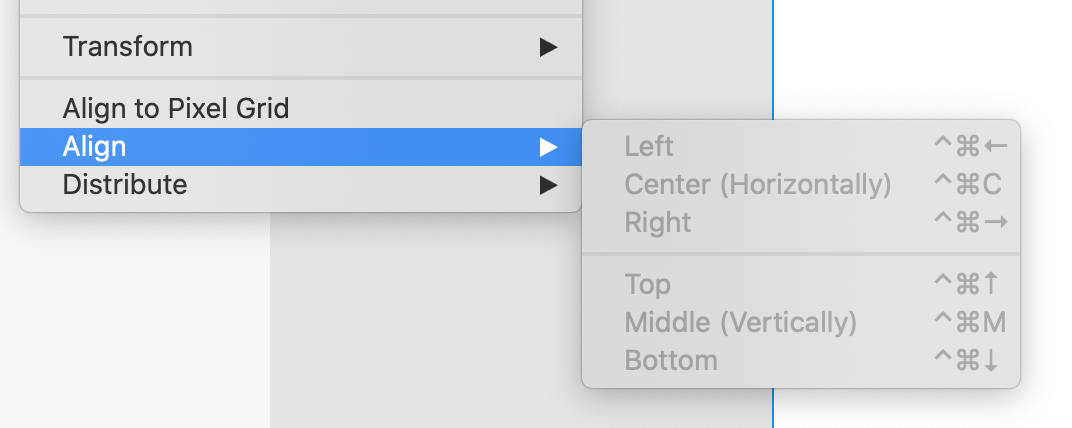 Transform ▶
Align to Pixel Grid
Align ▶
Distribute ▶
Left ^⌘←
Center (Horizontally) ^⌘C
Right ^⌘→
Top ^⌘↑
Middle (Vertically) ^⌘M
Bottom ^⌘↓